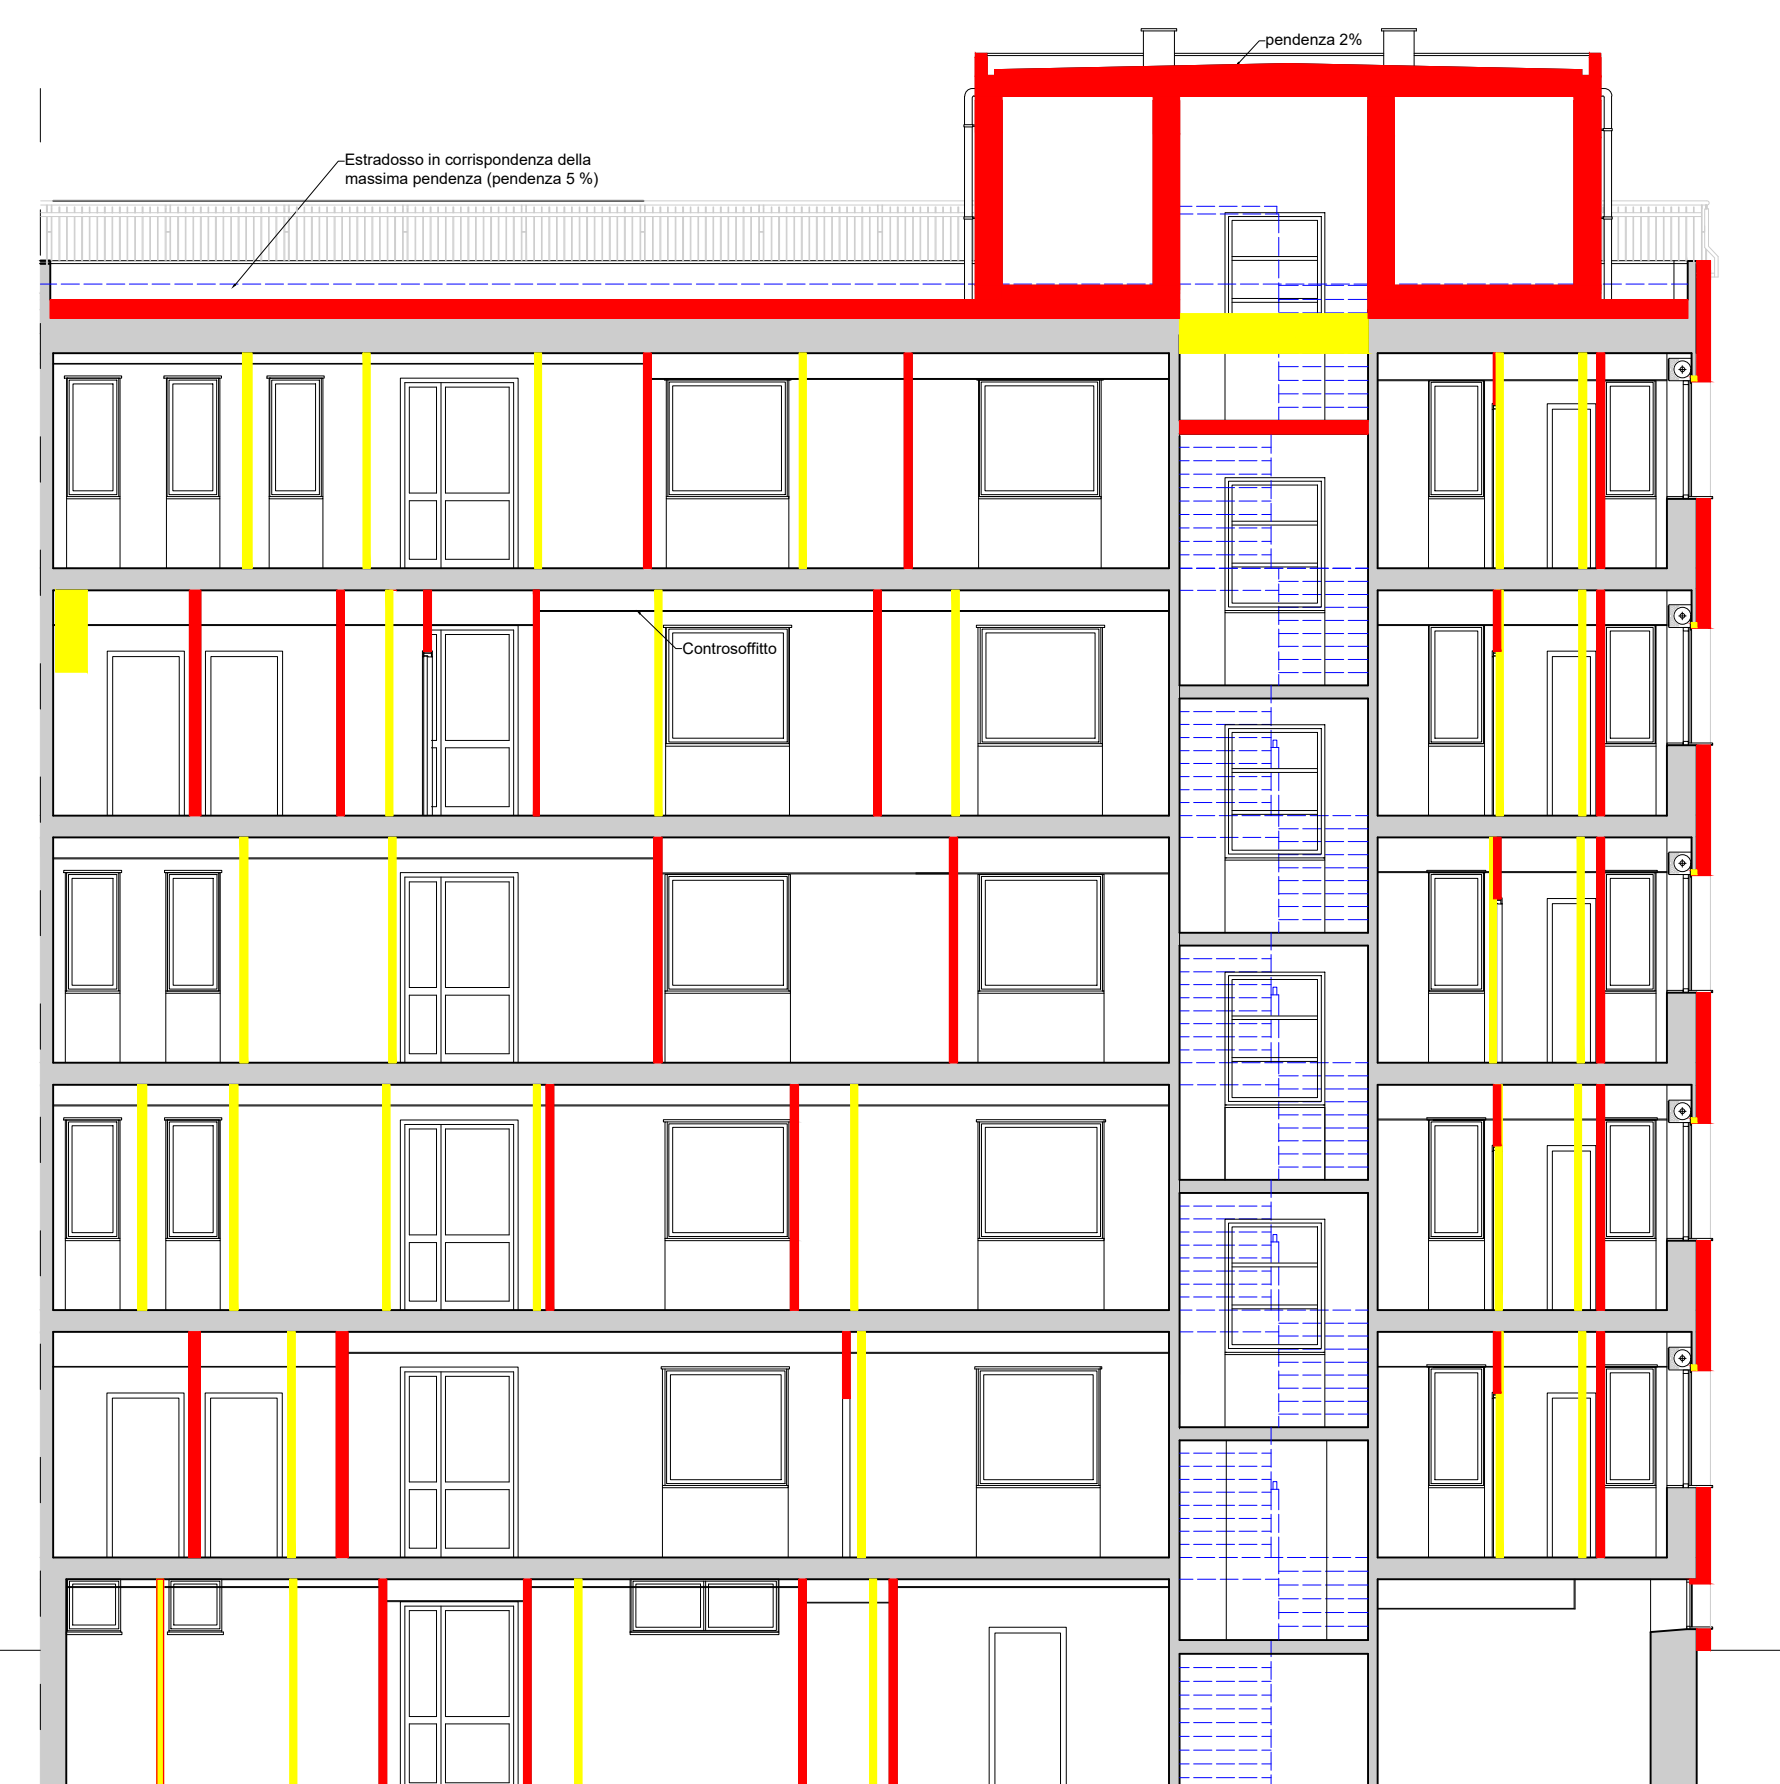 pendenza 2%
Estradosso in corrispondenza della
massima pendenza (pendenza 5 %)
Controsoffitto